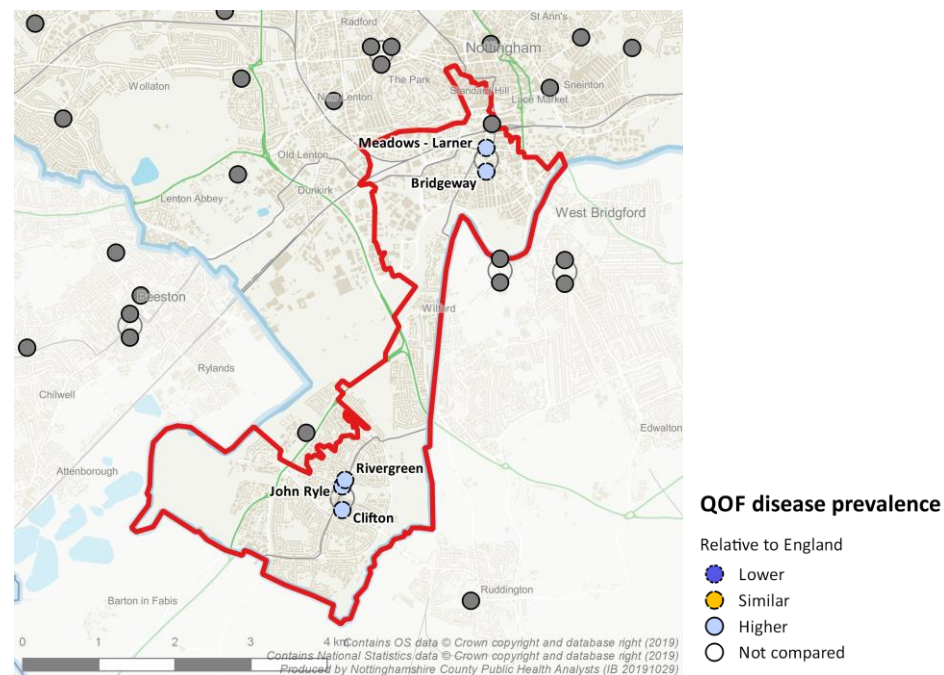 Radford
St Ann's
Nottingham
Wollaton
The Park
Sneinton
New Lenton
Standard Hill
Lace Market
Meadows - Larner
Old Lenton
Dunkirk
Bridgeway
Lenton Abbey
West Bridgford
Beeston
Wilford
Rylands
Chilwell
Edwalton
Attenborough
Rivergreen
John Ryle
Clifton
Ruddington
Barton in Fabis
0 1 2 3 4 km
Contains OS data © Crown copyright and database right (2019)
Contains National Statistics data © Crown copyright and database right (2019)
Produced by Nottinghamshire County Public Health Analysts (IB 20191029)
QOF disease prevalence
Relative to England
Lower
Similar
Higher
Not compared